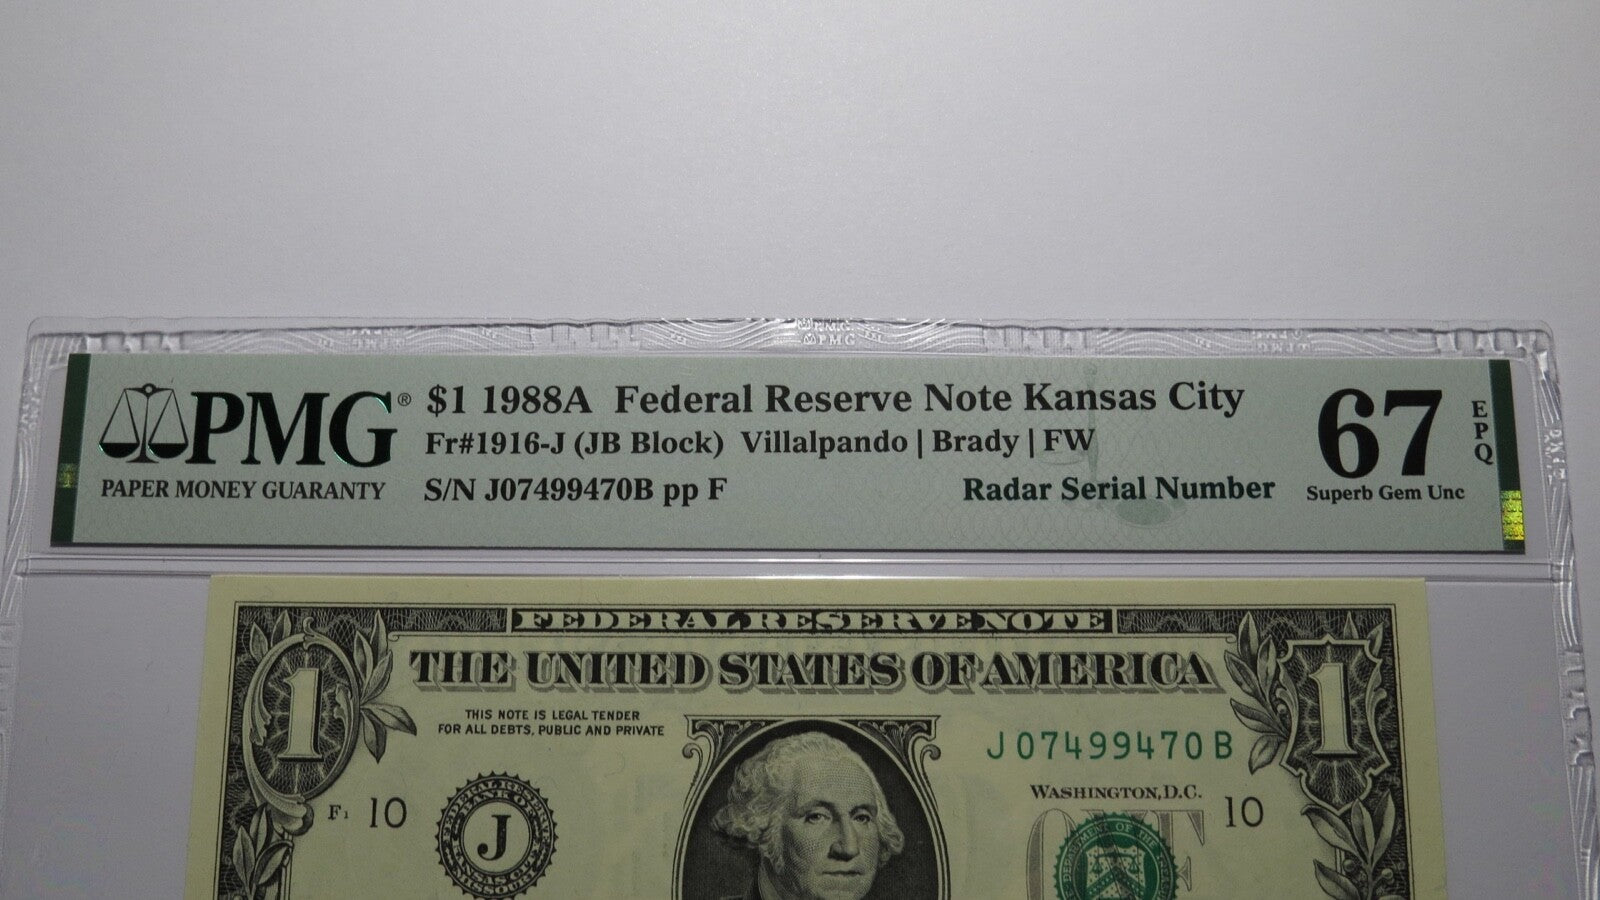 PMG
PMG® $1 1988A Federal Reserve Note Kansas City 67 EPQ
Fr#1916-J (JB Block) Villalpando | Brady | FW
PAPER MONEY GUARANTY S/N J07499470B pp F Radar Serial Number Superb Gem Unc
FEDERAL RESERVE NOTE
1 THE UNITED STATES OF AMERICA 1
THIS NOTE IS LEGAL TENDER
FOR ALL DEBTS, PUBLIC AND PRIVATE
J 07499470 B
WASHINGTON, D.C.
F1 10 J 10